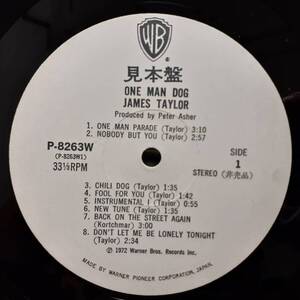 WB
見本盤
ONE MAN DOG
JAMES TAYLOR
Produced by Peter Asher
1. ONE MAN PARADE (Taylor) 3:10
2. NOBODY BUT YOU (Taylor) 2:57
P-8263W
(P-8263W1)
33⅓RPM
SIDE
1
STEREO (非売品)
3. CHILI DOG (Taylor) 1:35
4. FOOL FOR YOU (Taylor) 1:42
5. INSTRUMENTAL I (Taylor) 0:55
6. NEW TUNE (Taylor) 1:35
7. BACK ON THE STREET AGAIN
(Kortchmar) 3:00
8. DON'T LET ME BE LONELY TONIGHT
(Taylor) 2:34
℗ 1972 Warner Bros. Records Inc.
MADE BY WARNER PIONEER CORPORATION, JAPAN.